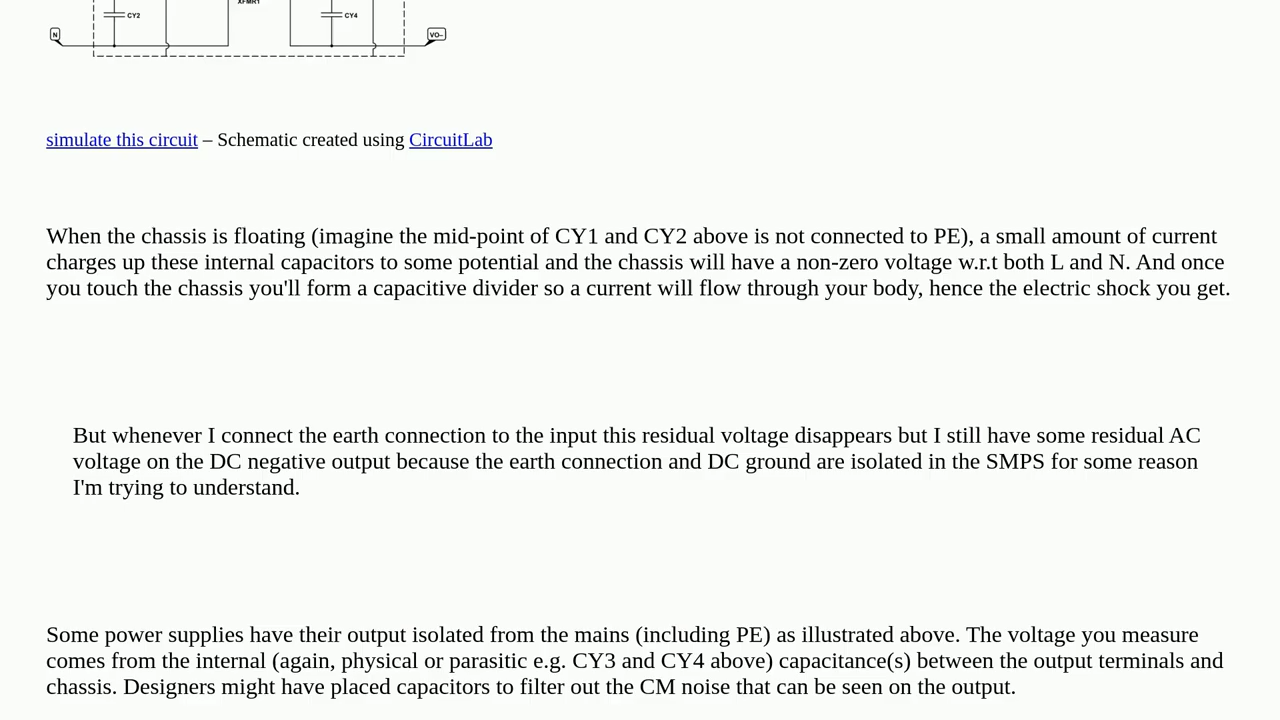 XFMR1
CY2
CY4
N
VO–
simulate this circuit – Schematic created using CircuitLab
When the chassis is floating (imagine the mid-point of CY1 and CY2 above is not connected to PE), a small amount of current
charges up these internal capacitors to some potential and the chassis will have a non-zero voltage w.r.t both L and N. And once
you touch the chassis you'll form a capacitive divider so a current will flow through your body, hence the electric shock you get.
But whenever I connect the earth connection to the input this residual voltage disappears but I still have some residual AC
voltage on the DC negative output because the earth connection and DC ground are isolated in the SMPS for some reason
I'm trying to understand.
Some power supplies have their output isolated from the mains (including PE) as illustrated above. The voltage you measure
comes from the internal (again, physical or parasitic e.g. CY3 and CY4 above) capacitance(s) between the output terminals and
chassis. Designers might have placed capacitors to filter out the CM noise that can be seen on the output.